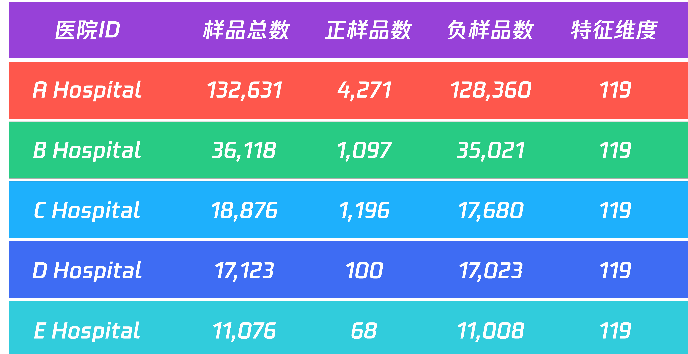 医院ID 样品总数 正样品数 负样品数 特征维度
A Hospital 132,631 4,271 128,360 119
B Hospital 36,118 1,097 35,021 119
C Hospital 18,876 1,196 17,680 119
D Hospital 17,123 100 17,023 119
E Hospital 11,076 68 11,008 119